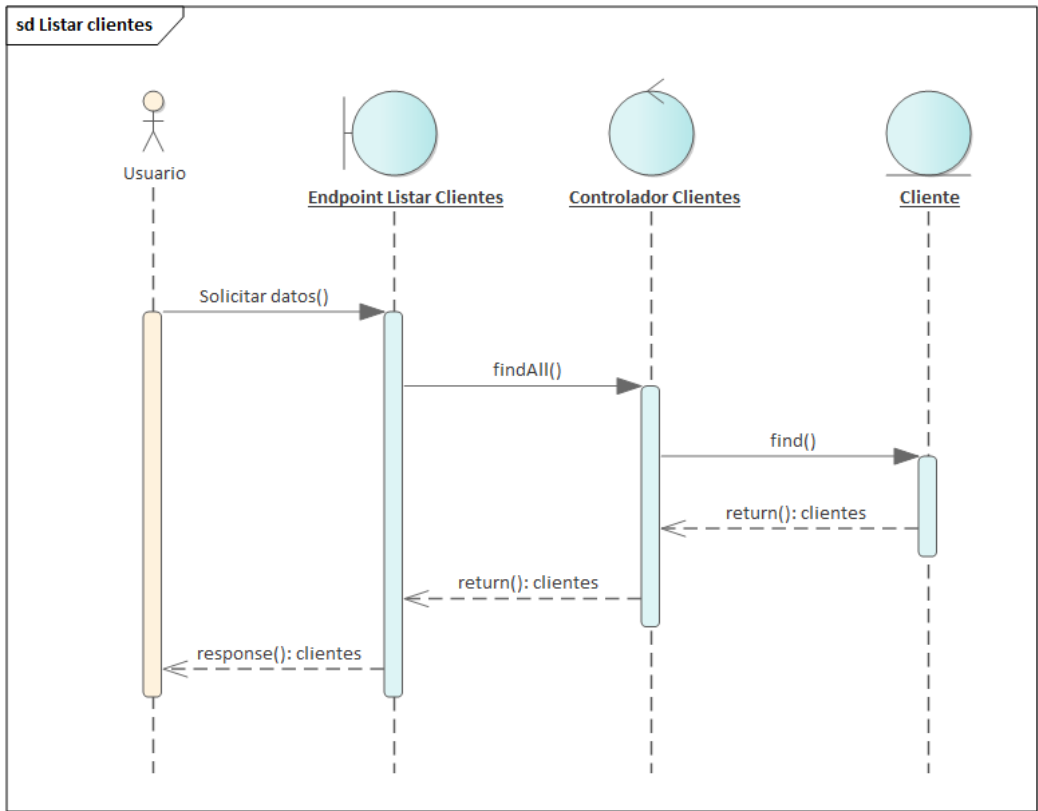 sd Listar clientes
Usuario
Endpoint Listar Clientes
Controlador Clientes
Cliente
Solicitar datos()
findAll()
find()
return(): clientes
return(): clientes
response(): clientes